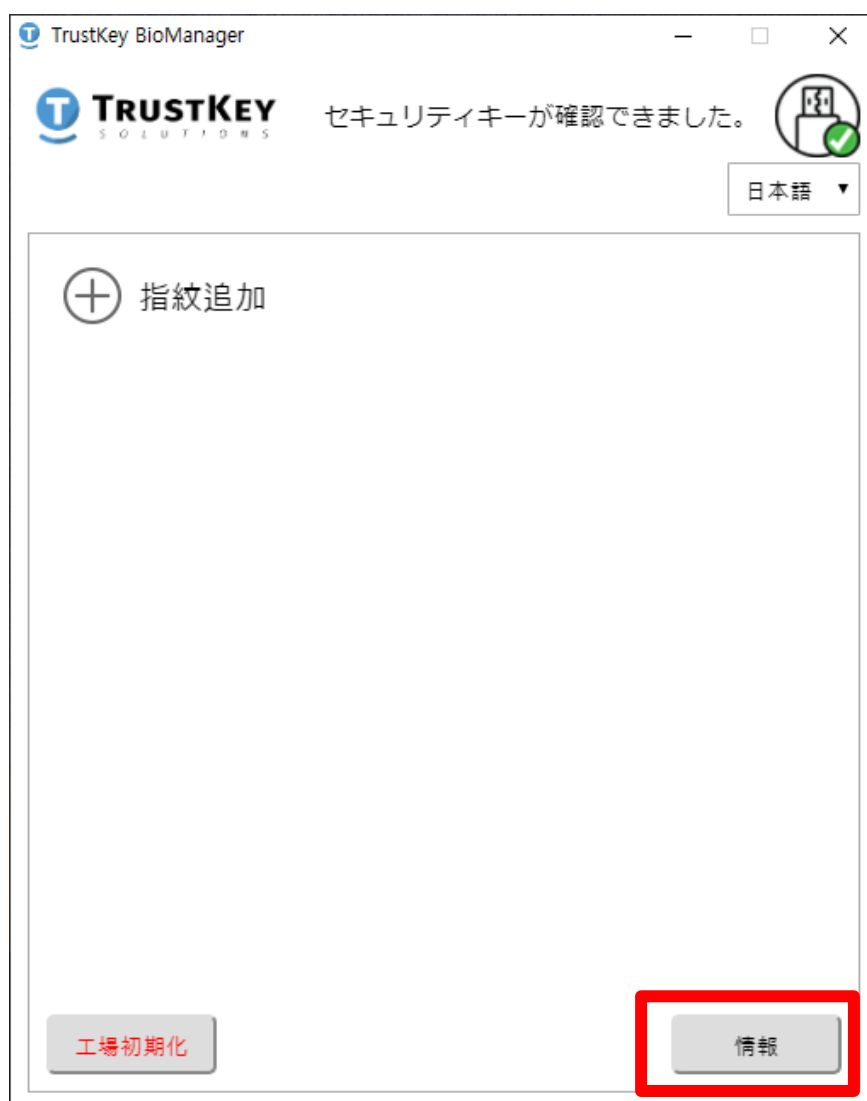 TrustKey BioManager
TRUSTKEY
SOLUTIONS
セキュリティキーが確認できました。
日本語
指紋追加
工場初期化
情報